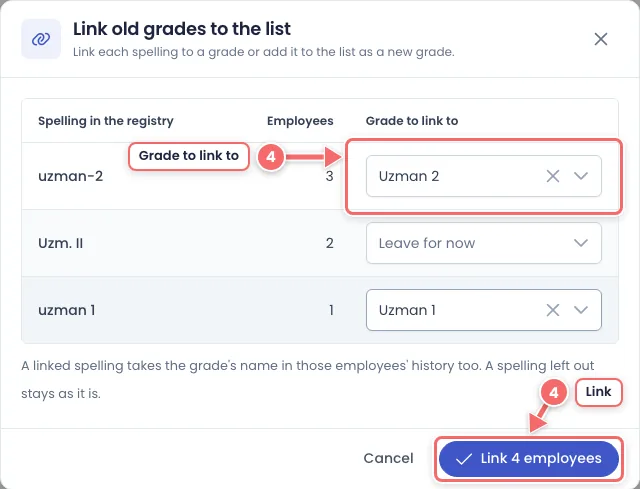 Link old grades to the list
Link each spelling to a grade or add it to the list as a new grade.
Spelling in the registry Employees Grade to link to
Grade to link to 4
uzman-2 3 Uzman 2
Uzm. II 2 Leave for now
uzman 1 1 Uzman 1
A linked spelling takes the grade's name in those employees' history too. A spelling left out
stays as it is.
4 Link
Cancel Link 4 employees